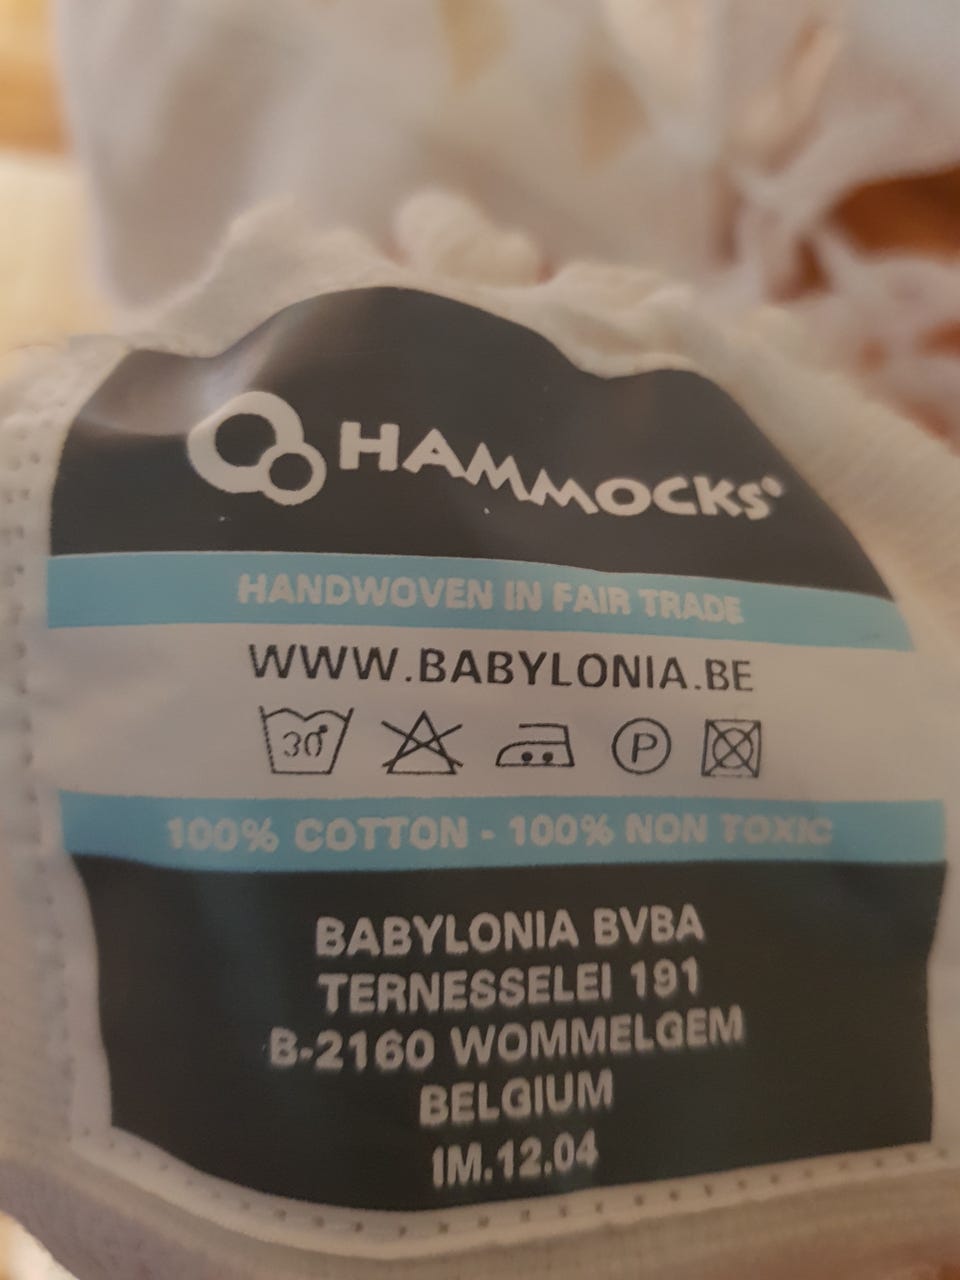 HAMMOCKS®
HANDWOVEN IN FAIR TRADE
WWW.BABYLONIA.BE
30° P
100% COTTON - 100% NON TOXIC
BABYLONIA BVBA
TERNESSELEI 191
B-2160 WOMMELGEM
BELGIUM
IM.12.04